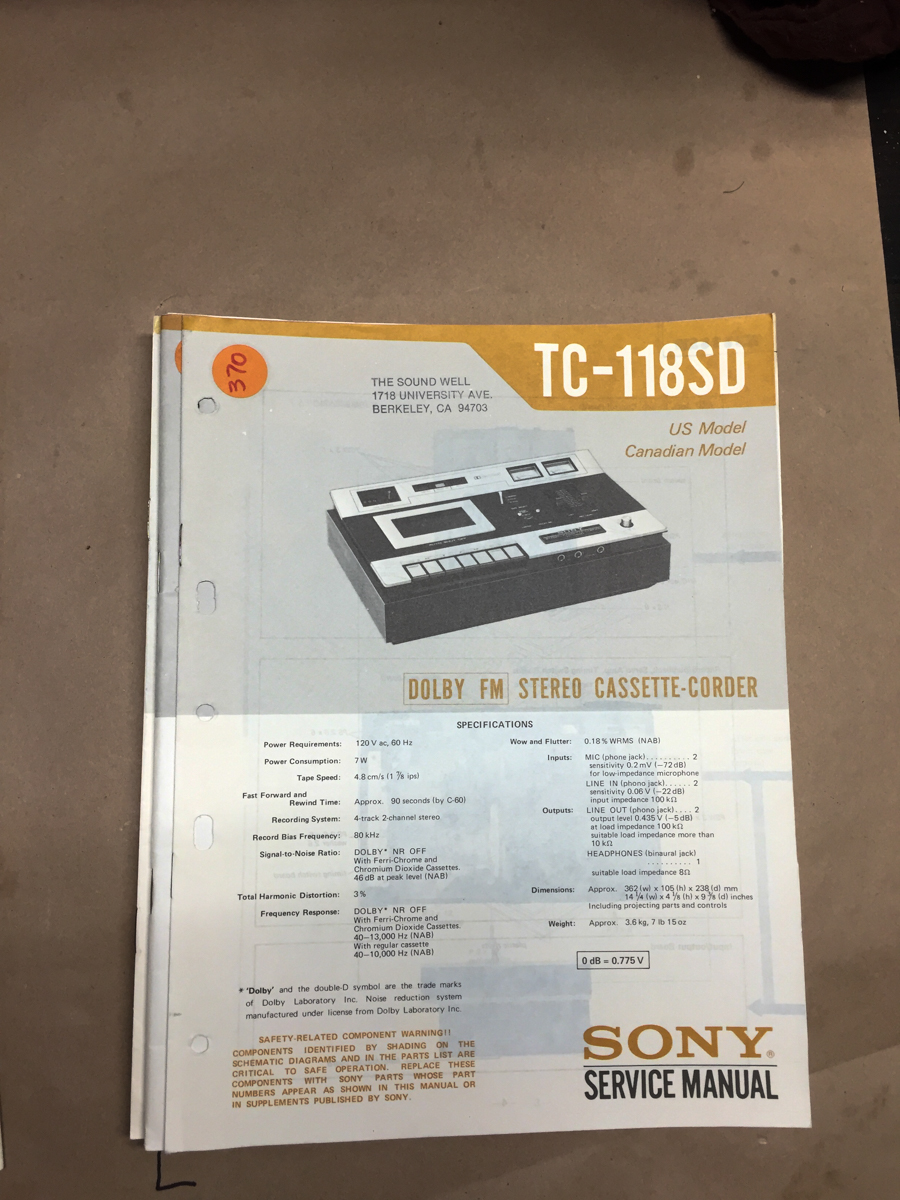 370
THE SOUND WELL
1718 UNIVERSITY AVE.
BERKELEY, CA 94703
TC-118SD
US Model
Canadian Model
DOLBY FM STEREO CASSETTE-CORDER
SPECIFICATIONS
Power Requirements: 120 V ac, 60 Hz
Power Consumption: 7 W
Tape Speed: 4.8 cm/s (1 7/8 ips)
Fast Forward and
Rewind Time: Approx. 90 seconds (by C-60)
Recording System: 4-track 2-channel stereo
Record Bias Frequency: 80 kHz
Signal-to-Noise Ratio: DOLBY* NR OFF
With Ferri-Chrome and
Chromium Dioxide Cassettes.
46 dB at peak level (NAB)
Total Harmonic Distortion: 3%
Frequency Response: DOLBY* NR OFF
With Ferri-Chrome and
Chromium Dioxide Cassettes.
40–13,000 Hz (NAB)
With regular cassette
40–10,000 Hz (NAB)
Wow and Flutter: 0.18% WRMS (NAB)
Inputs: MIC (phone jack).......... 2
sensitivity 0.2 mV (−72 dB)
for low-impedance microphone
LINE IN (phono jack)...... 2
sensitivity 0.06 V (−22 dB)
input impedance 100 kΩ
Outputs: LINE OUT (phono jack).... 2
output level 0.435 V (−5 dB)
at load impedance 100 kΩ
suitable load impedance more than
10 kΩ
HEADPHONES (binaural jack)
.......... 1
suitable load impedance 8Ω
Dimensions: Approx. 362 (w) x 105 (h) x 238 (d) mm
14 1/4 (w) x 4 1/8 (h) x 9 3/8 (d) inches
Including projecting parts and controls
Weight: Approx. 3.6 kg, 7 lb 15 oz
0 dB = 0.775 V
* 'Dolby' and the double-D symbol are the trade marks
of Dolby Laboratory Inc. Noise reduction system
manufactured under license from Dolby Laboratory Inc.
SAFETY-RELATED COMPONENT WARNING!!
COMPONENTS IDENTIFIED BY SHADING ON THE
SCHEMATIC DIAGRAMS AND IN THE PARTS LIST ARE
CRITICAL TO SAFE OPERATION. REPLACE THESE
COMPONENTS WITH SONY PARTS WHOSE PART
NUMBERS APPEAR AS SHOWN IN THIS MANUAL OR
IN SUPPLEMENTS PUBLISHED BY SONY.
SONY®
SERVICE MANUAL